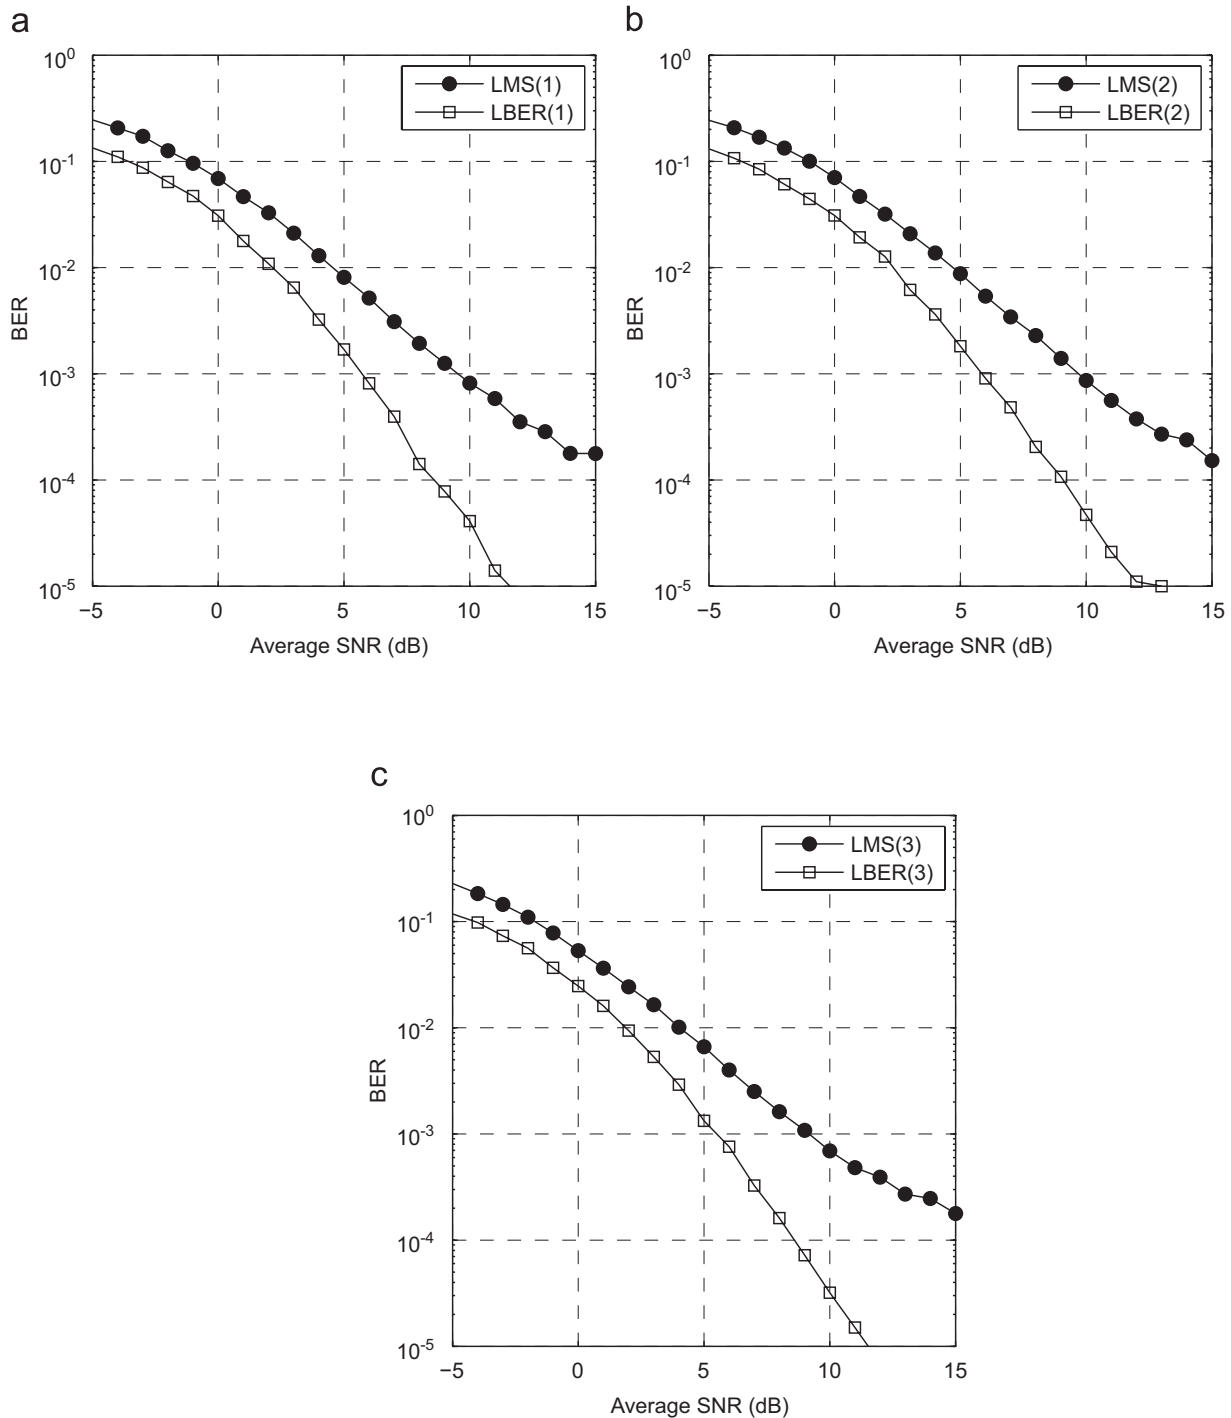 a
10^0
10^-1
10^-2
10^-3
10^-4
10^-5
BER
LMS(1)
LBER(1)
−5 0 5 10 15
Average SNR (dB)
b
10^0
10^-1
10^-2
10^-3
10^-4
10^-5
BER
LMS(2)
LBER(2)
−5 0 5 10 15
Average SNR (dB)
c
10^0
10^-1
10^-2
10^-3
10^-4
10^-5
BER
LMS(3)
LBER(3)
−5 0 5 10 15
Average SNR (dB)